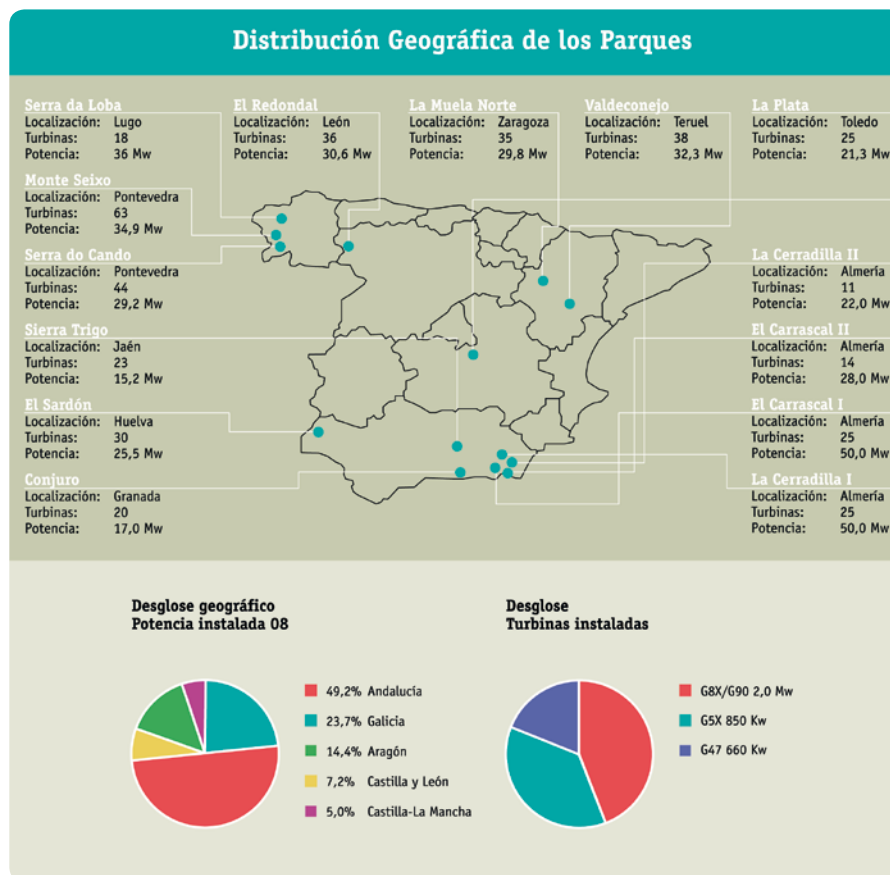 Distribución Geográfica de los Parques
Serra da Loba
Localización: Lugo
Turbinas: 18
Potencia: 36 Mw
El Redondal
Localización: León
Turbinas: 36
Potencia: 30,6 Mw
La Muela Norte
Localización: Zaragoza
Turbinas: 35
Potencia: 29,8 Mw
Valdeconejo
Localización: Teruel
Turbinas: 38
Potencia: 32,3 Mw
La Plata
Localización: Toledo
Turbinas: 25
Potencia: 21,3 Mw
Monte Seixo
Localización: Pontevedra
Turbinas: 63
Potencia: 34,9 Mw
Serra do Cando
Localización: Pontevedra
Turbinas: 44
Potencia: 29,2 Mw
Sierra Trigo
Localización: Jaén
Turbinas: 23
Potencia: 15,2 Mw
El Sardón
Localización: Huelva
Turbinas: 30
Potencia: 25,5 Mw
Conjuro
Localización: Granada
Turbinas: 20
Potencia: 17,0 Mw
La Cerradilla II
Localización: Almería
Turbinas: 11
Potencia: 22,0 Mw
El Carrascal II
Localización: Almería
Turbinas: 14
Potencia: 28,0 Mw
El Carrascal I
Localización: Almería
Turbinas: 25
Potencia: 50,0 Mw
La Cerradilla I
Localización: Almería
Turbinas: 25
Potencia: 50,0 Mw
Desglose geográfico
Potencia instalada 08
49,2% Andalucía
23,7% Galicia
14,4% Aragón
7,2% Castilla y León
5,0% Castilla-La Mancha
Desglose
Turbinas instaladas
G8X/G90 2,0 Mw
G5X 850 Kw
G47 660 Kw